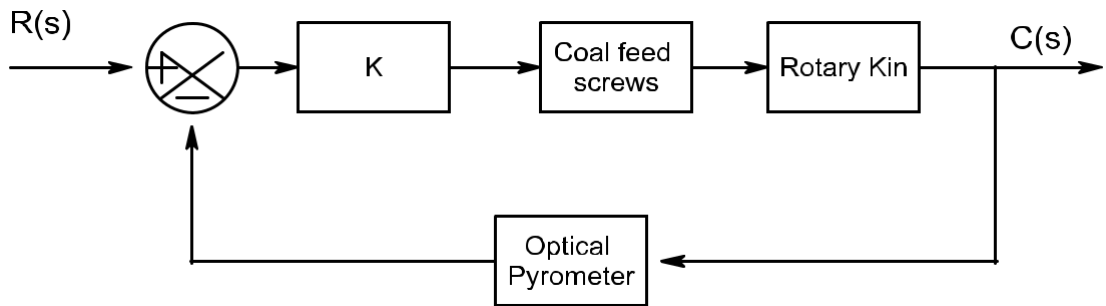 R(s)
C(s)
+
−
K
Coal feed
screws
Rotary Kin
Optical
Pyrometer